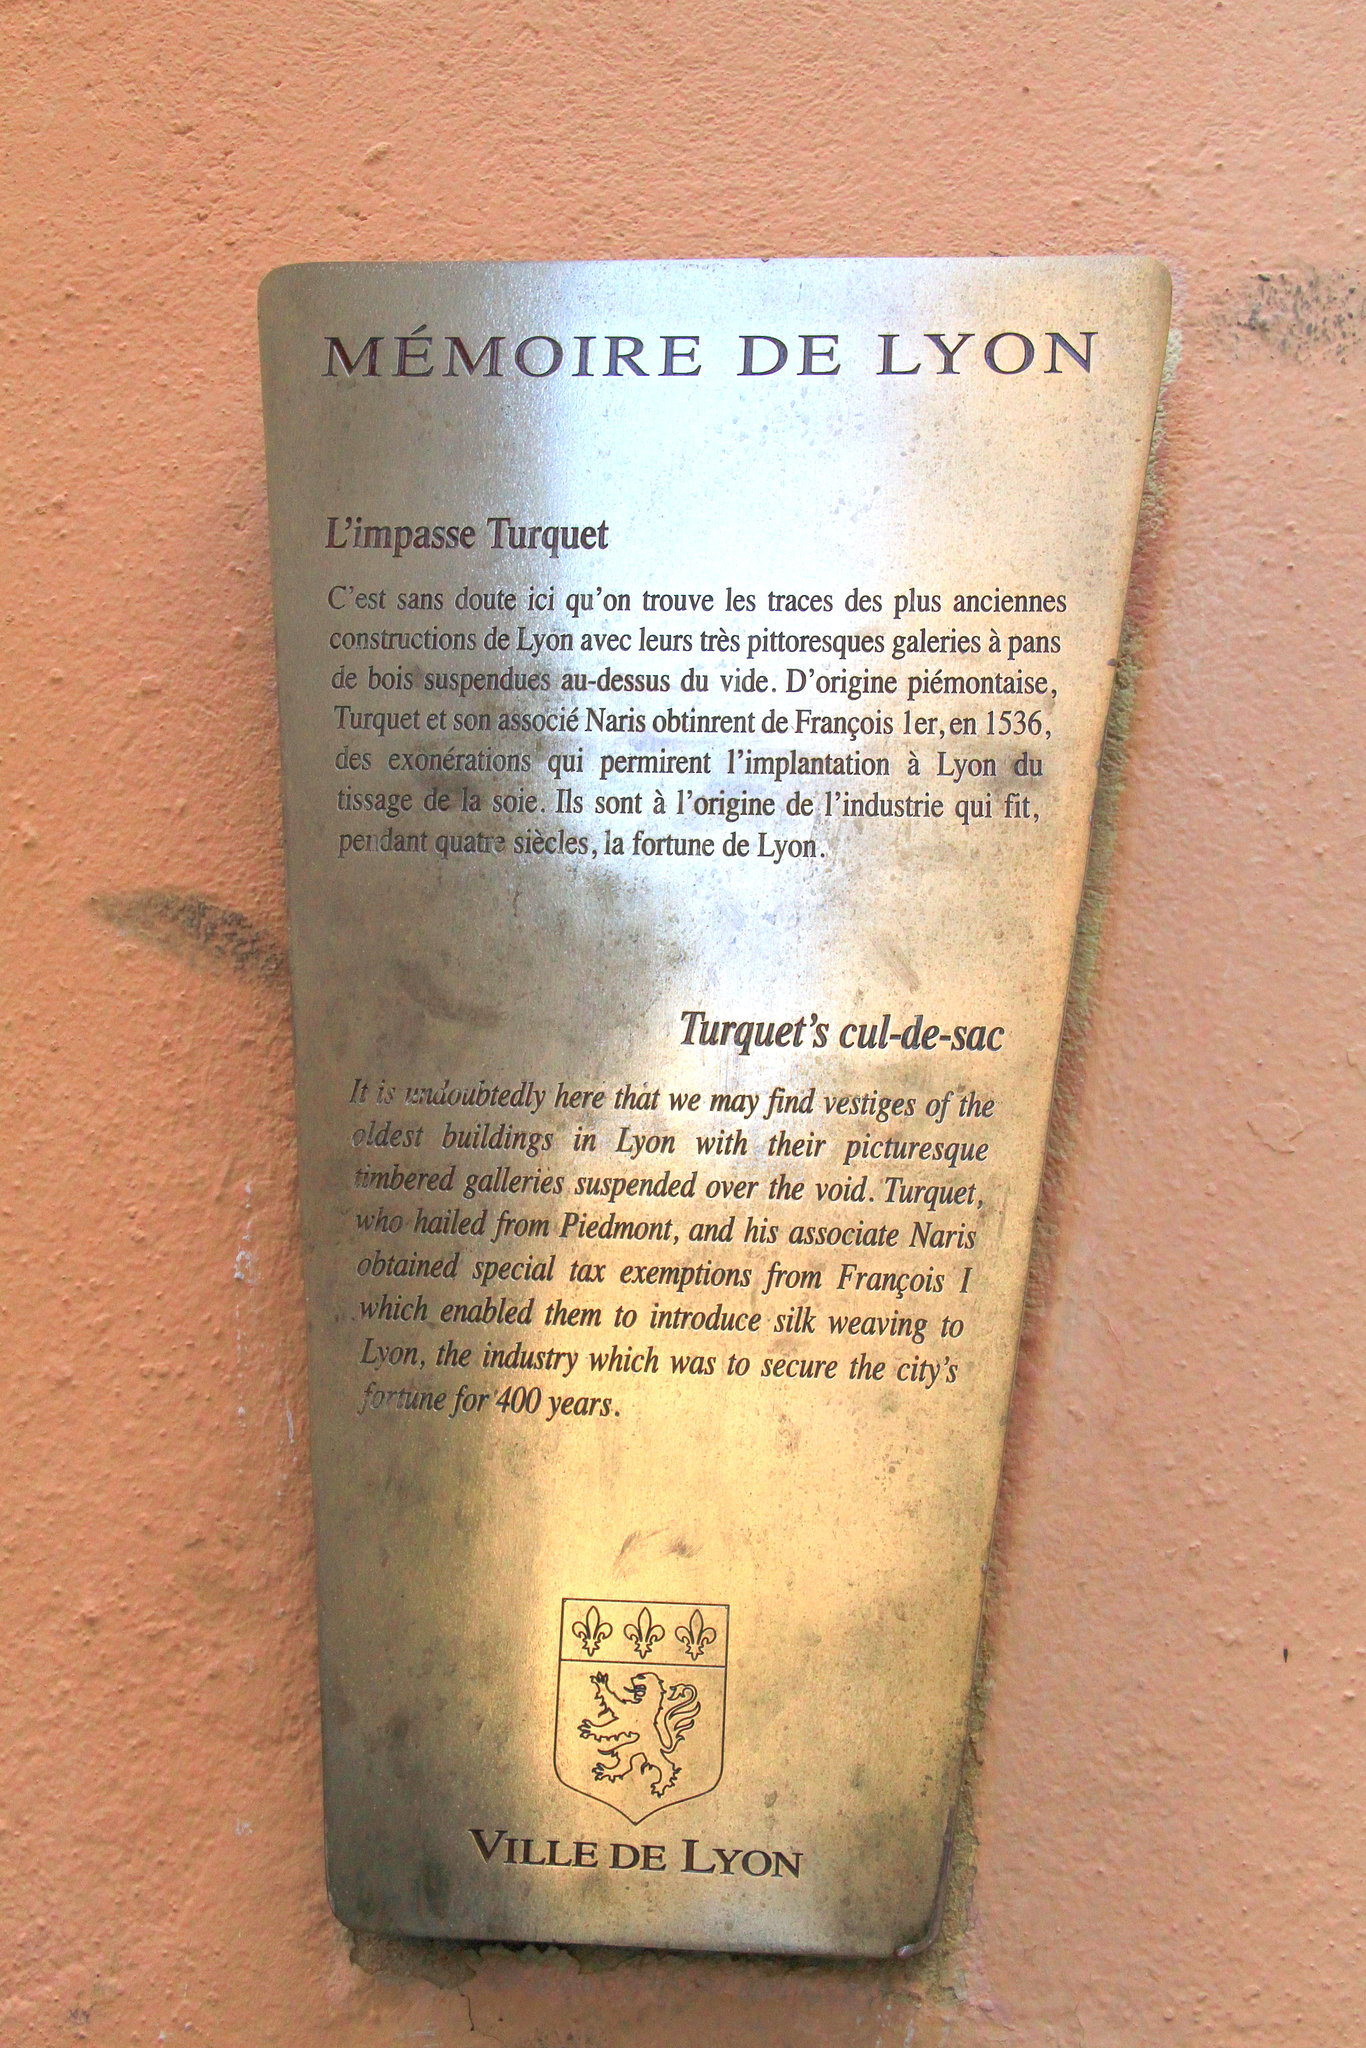 MÉMOIRE DE LYON
L'impasse Turquet
C'est sans doute ici qu'on trouve les traces des plus anciennes
constructions de Lyon avec leurs très pittoresques galeries à pans
de bois suspendues au-dessus du vide. D'origine piémontaise,
Turquet et son associé Naris obtinrent de François 1er, en 1536,
des exonérations qui permirent l'implantation à Lyon du
tissage de la soie. Ils sont à l'origine de l'industrie qui fit,
pendant quatre siècles, la fortune de Lyon.
Turquet's cul-de-sac
It is undoubtedly here that we may find vestiges of the
oldest buildings in Lyon with their picturesque
timbered galleries suspended over the void. Turquet,
who hailed from Piedmont, and his associate Naris
obtained special tax exemptions from François I
which enabled them to introduce silk weaving to
Lyon, the industry which was to secure the city's
fortune for 400 years.
VILLE DE LYON